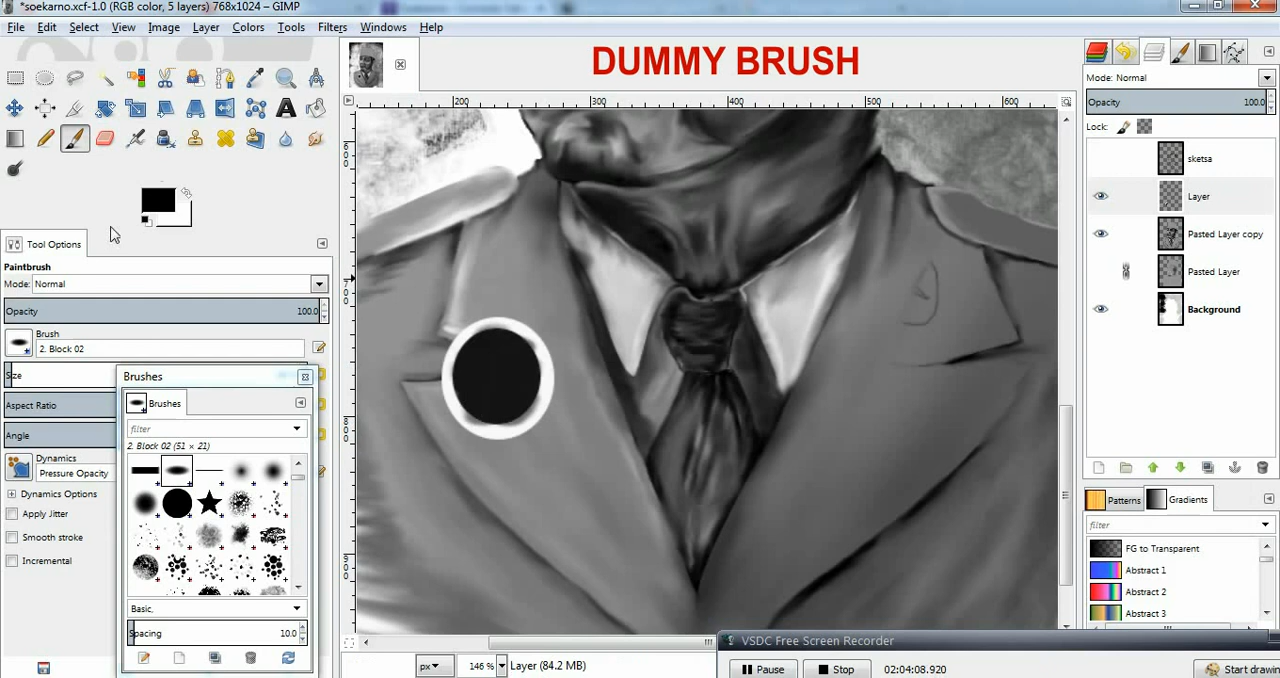 *soekarno.xcf-1.0 (RGB color, 5 layers) 768x1024 – GIMP
File Edit Select View Image Layer Colors Tools Filters Windows Help
DUMMY BRUSH
200 300 400 500 600
600
700
800
900
Tool Options
Paintbrush
Mode: Normal
Opacity 100.0
Brush
2. Block 02
Size
Aspect Ratio
Angle
Dynamics
Pressure Opacity
Dynamics Options
Apply Jitter
Smooth stroke
Incremental
Brushes
Brushes
filter
2. Block 02 (51 × 21)
Basic,
Spacing 10.0
px 146 % Layer (84.2 MB)
Mode: Normal
Opacity 100.0
Lock:
sketsa
Layer
Pasted Layer copy
Pasted Layer
Background
Patterns Gradients
filter
FG to Transparent
Abstract 1
Abstract 2
Abstract 3
VSDC Free Screen Recorder
Pause Stop 02:04:08.920 Start drawin